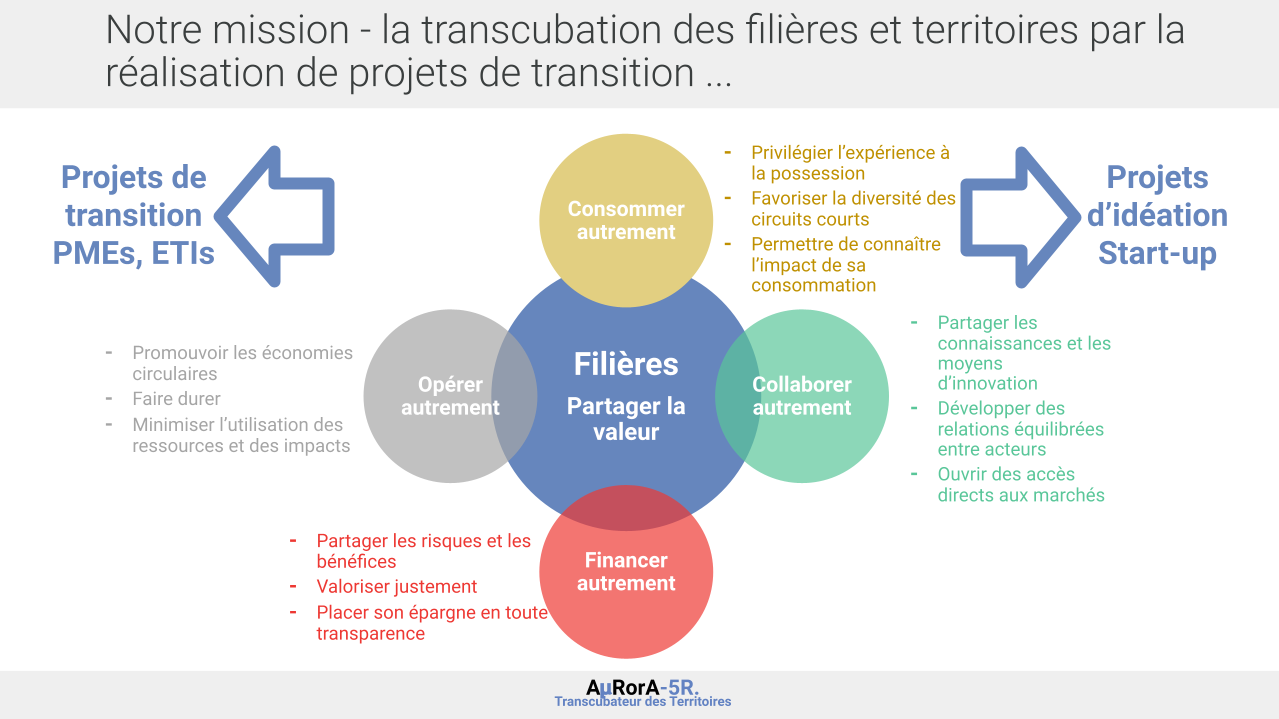 Notre mission - la transcubation des filières et territoires par la
réalisation de projets de transition ...
Projets de
transition
PMEs, ETIs
Consommer
autrement
- Privilégier l’expérience à
la possession
- Favoriser la diversité des
circuits courts
- Permettre de connaître
l’impact de sa
consommation
Projets
d’idéation
Start-up
- Promouvoir les économies
circulaires
- Faire durer
- Minimiser l’utilisation des
ressources et des impacts
Opérer
autrement
Filières
Partager la
valeur
Collaborer
autrement
- Partager les
connaissances et les
moyens
d’innovation
- Développer des
relations équilibrées
entre acteurs
- Ouvrir des accès
directs aux marchés
- Partager les risques et les
bénéfices
- Valoriser justement
- Placer son épargne en toute
transparence
Financer
autrement
AµRorA-5R.
Transcubateur des Territoires